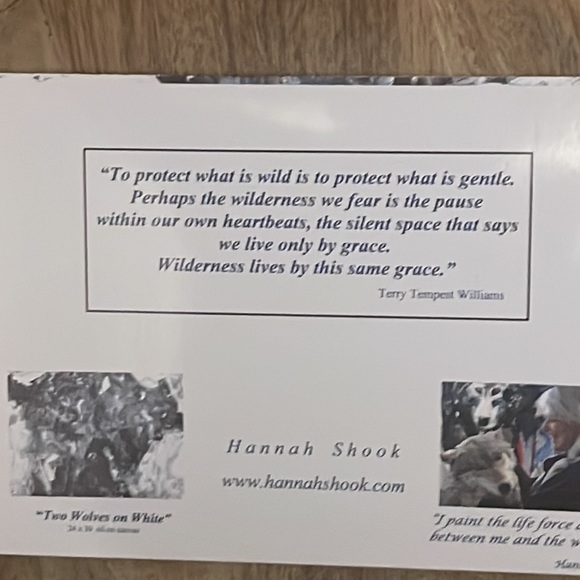 “To protect what is wild is to protect what is gentle.
Perhaps the wilderness we fear is the pause
within our own heartbeats, the silent space that says
we live only by grace.
Wilderness lives by this same grace.”
Terry Tempest Williams
"Two Wolves on White"
Hannah Shook
www.hannahshook.com
"I paint the life force
between me and the w
Han